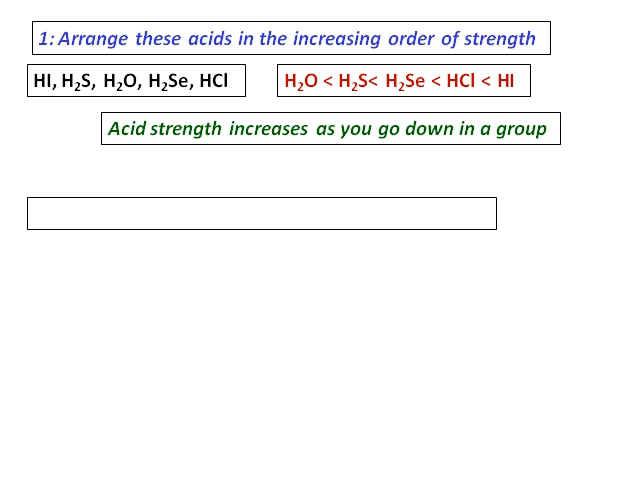 1: Arrange these acids in the increasing order of strength
HI, H₂S, H₂O, H₂Se, HCl
H₂O < H₂S< H₂Se < HCl < HI
Acid strength increases as you go down in a group